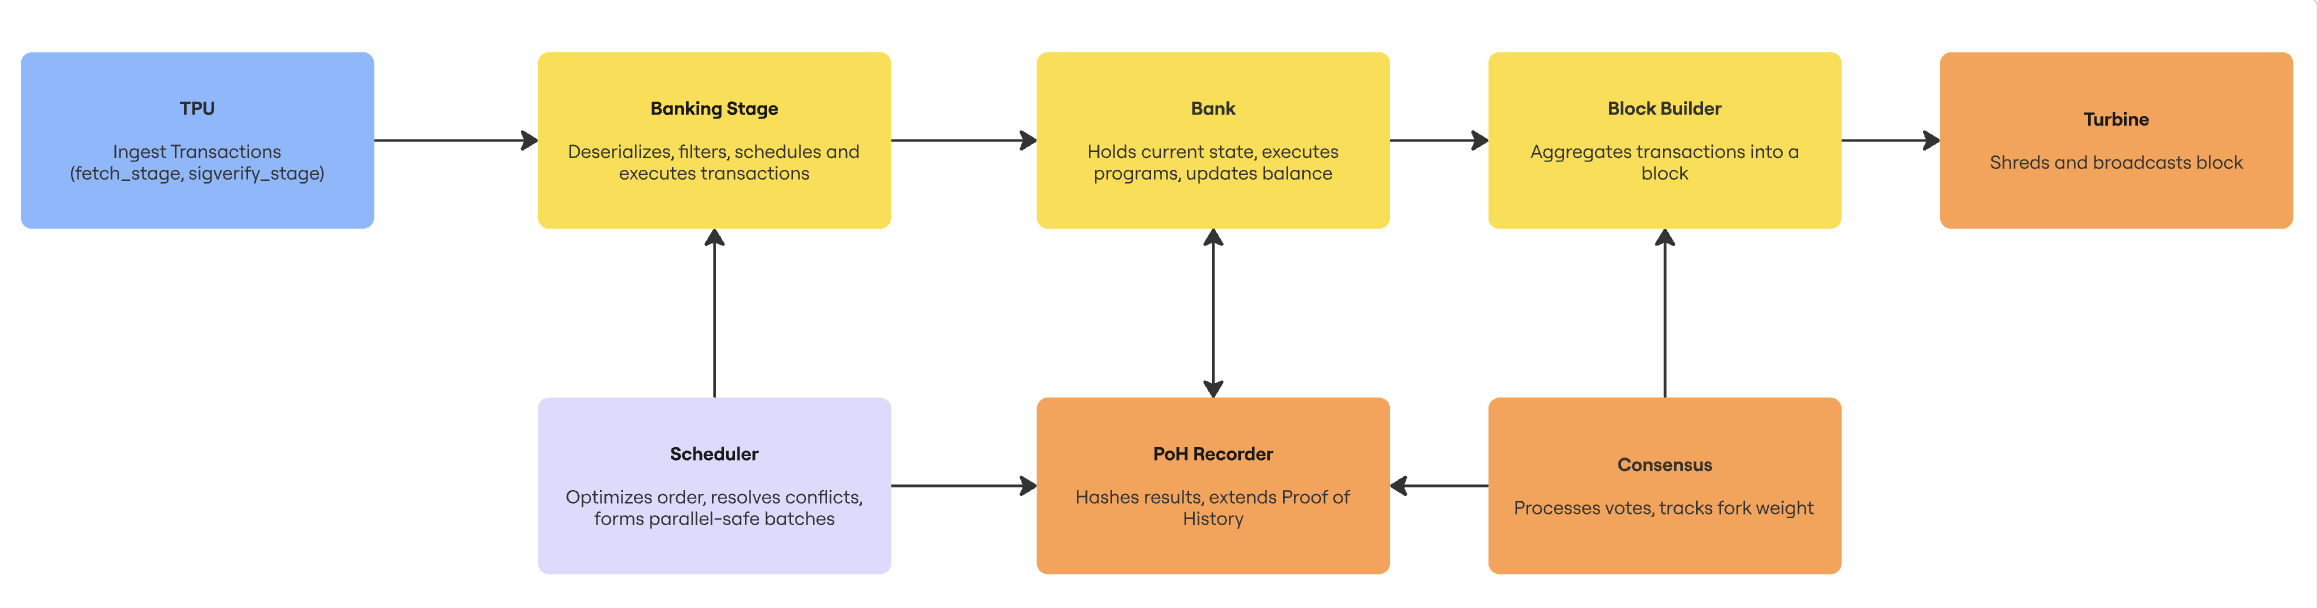 TPU
Ingest Transactions
(fetch_stage, sigverify_stage)
Banking Stage
Deserializes, filters, schedules and
executes transactions
Bank
Holds current state, executes
programs, updates balance
Block Builder
Aggregates transactions into a
block
Turbine
Shreds and broadcasts block
Scheduler
Optimizes order, resolves conflicts,
forms parallel-safe batches
PoH Recorder
Hashes results, extends Proof of
History
Consensus
Processes votes, tracks fork weight